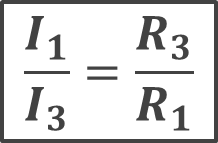 I₁/I₃ = R₃/R₁